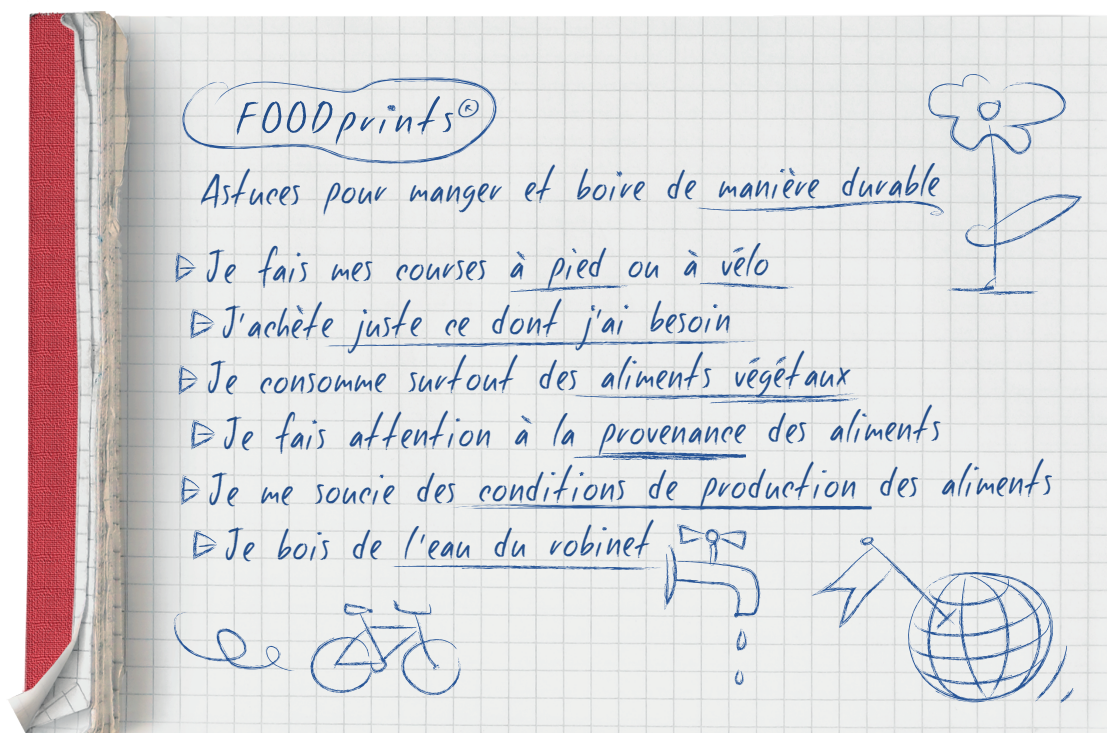 FOODprints®
Astuces pour manger et boire de manière durable
Je fais mes courses à pied ou à vélo
J'achète juste ce dont j'ai besoin
Je consomme surtout des aliments végétaux
Je fais attention à la provenance des aliments
Je me soucie des conditions de production des aliments
Je bois de l'eau du robinet